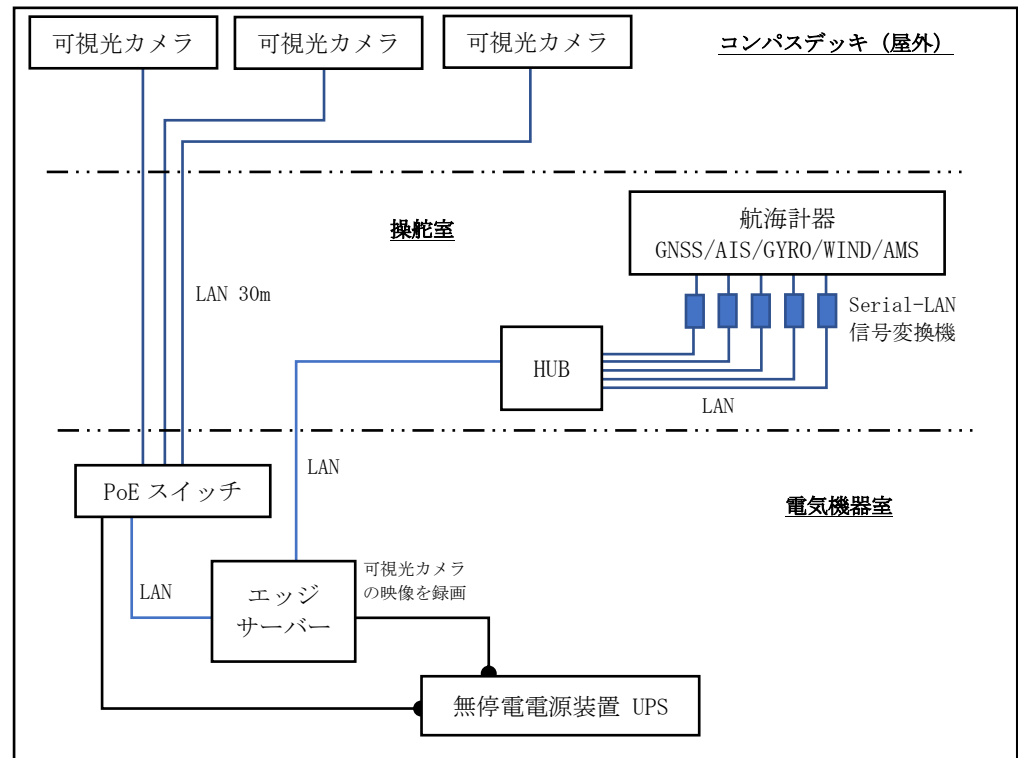 可視光カメラ
可視光カメラ
可視光カメラ
コンパスデッキ（屋外）
操舵室
航海計器
GNSS/AIS/GYRO/WIND/AMS
LAN 30m
Serial-LAN
信号変換機
HUB
LAN
LAN
PoE スイッチ
電気機器室
LAN
エッジ
サーバー
可視光カメラ
の映像を録画
無停電電源装置 UPS